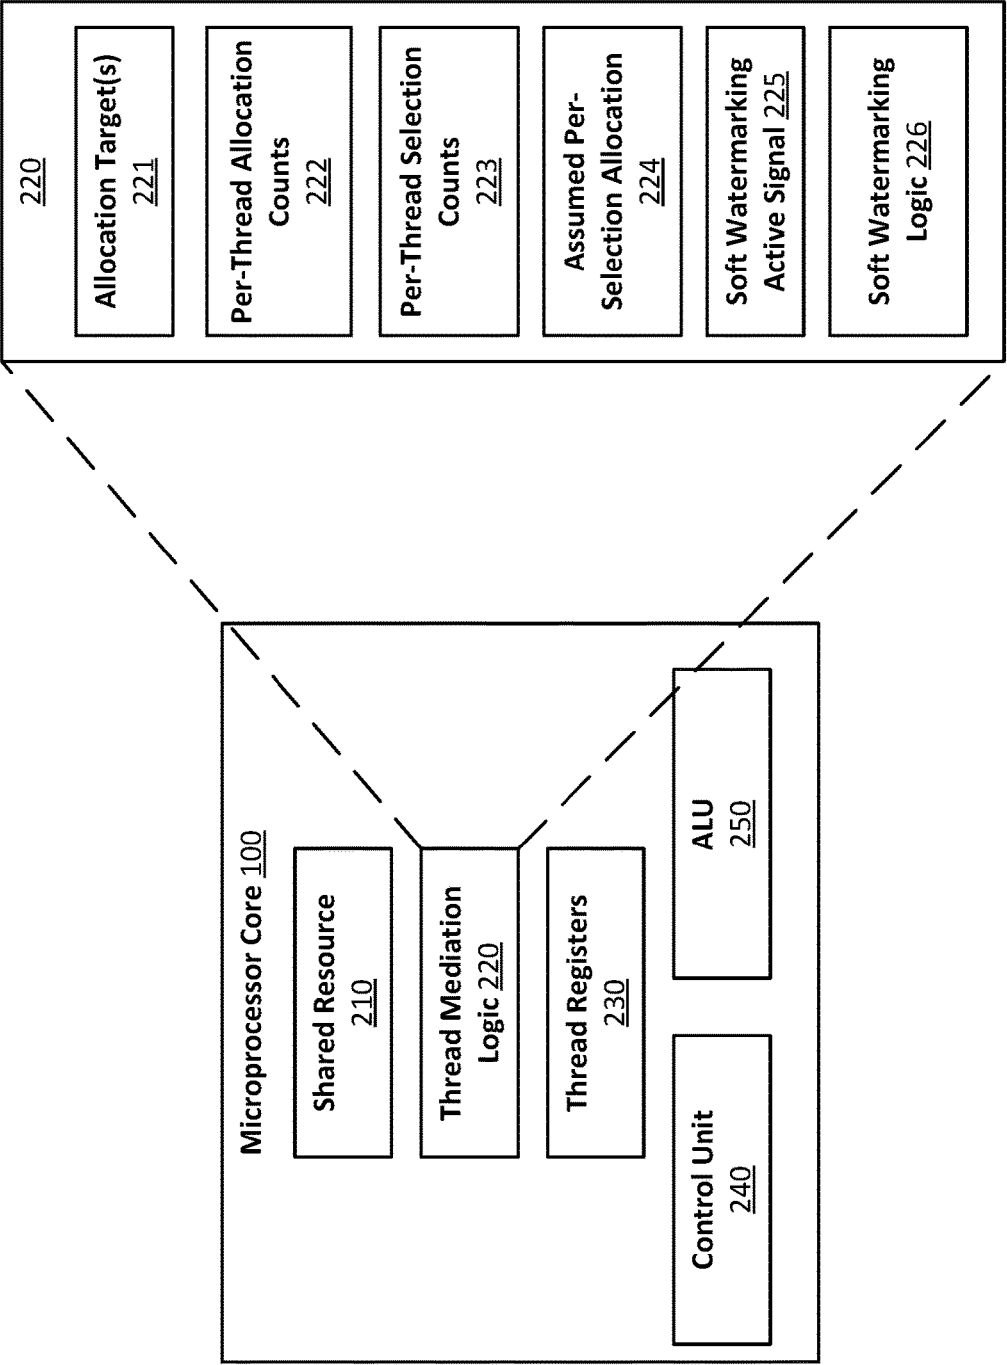 Microprocessor Core 100
Shared Resource
210
Thread Mediation
Logic 220
Thread Registers
230
Control Unit
240
ALU
250
220
Allocation Target(s)
221
Per-Thread Allocation
Counts 222
Per-Thread Selection
Counts 223
Assumed Per-
Selection Allocation
224
Soft Watermarking
Active Signal 225
Soft Watermarking
Logic 226